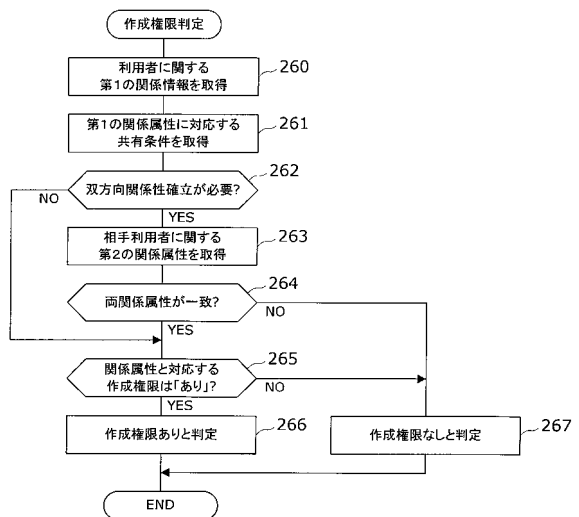 作成権限判定
利用者に関する
第1の関係情報を取得
260
第1の関係属性に対応する
共有条件を取得
261
262
双方向関係性確立が必要?
NO
YES
相手利用者に関する
第2の関係属性を取得
263
264
両関係属性が一致?
NO
YES
265
関係属性と対応する
作成権限は「あり」?
NO
YES
作成権限ありと判定
266
作成権限なしと判定
267
END